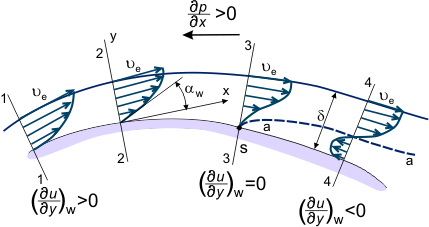 ∂p/∂x >0
y
2
3
υe
υe
αw
x
υe
4
υe
1
δ
a
S
a
1
2
3
4
(∂u/∂y)w >0
(∂u/∂y)w =0
(∂u/∂y)w <0